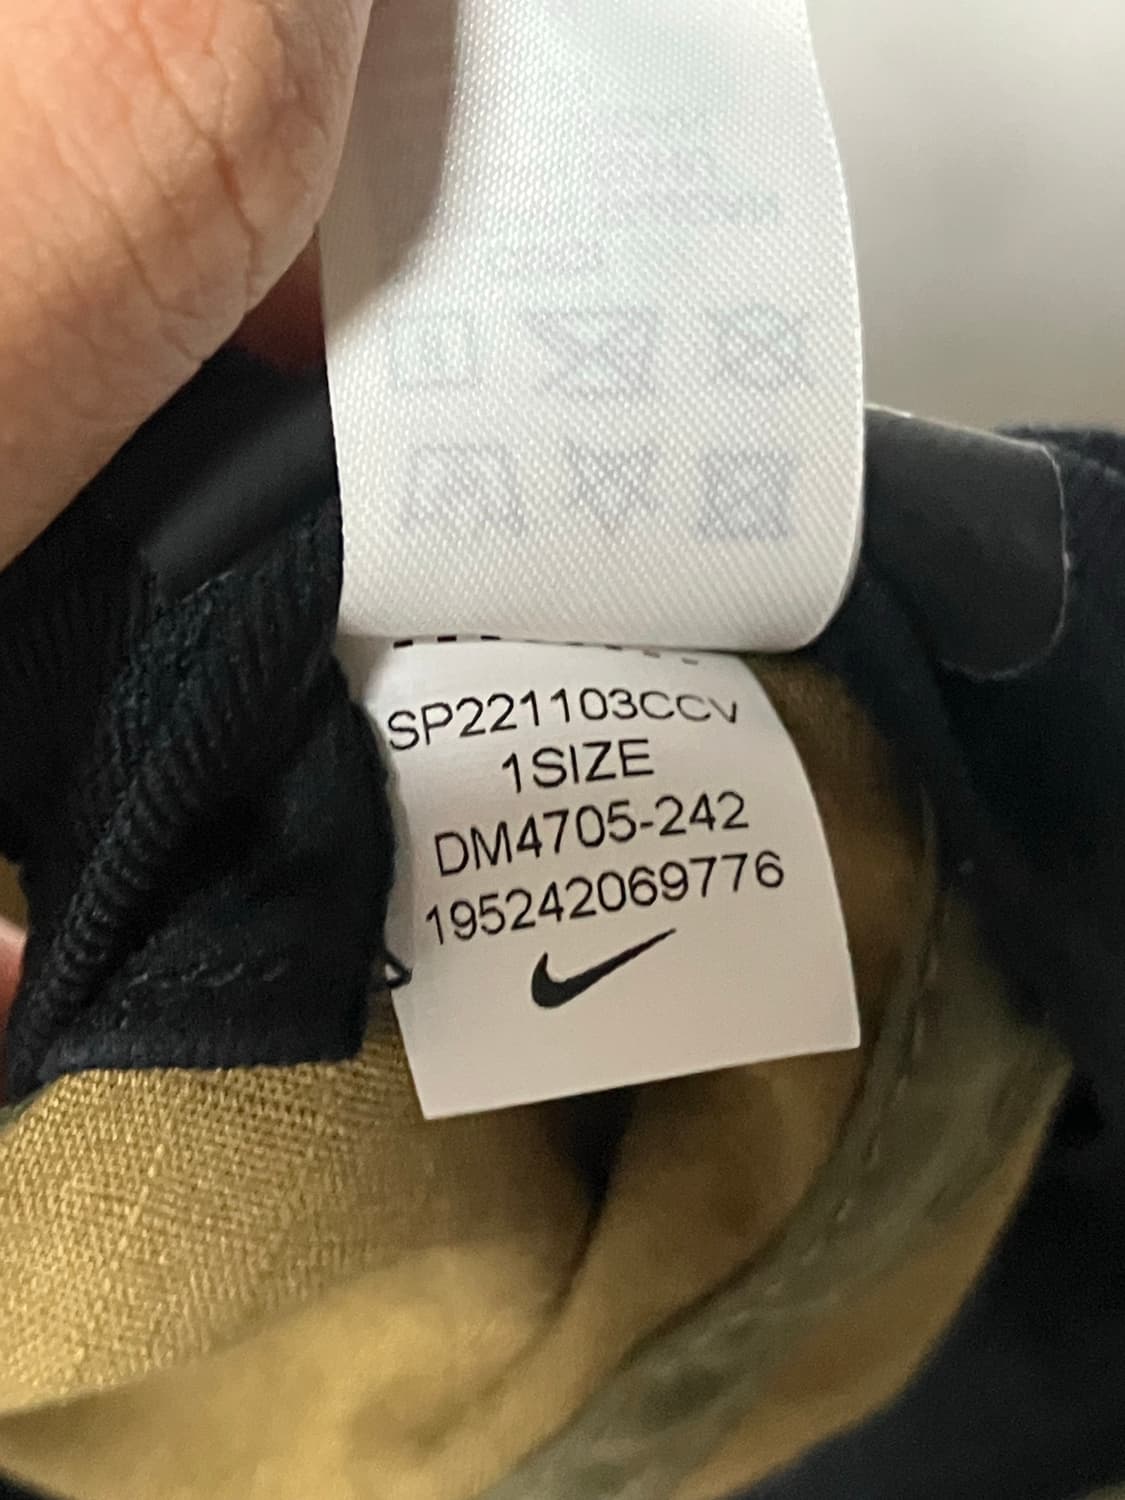 SP221103CCV
1SIZE
DM4705-242
195242069776